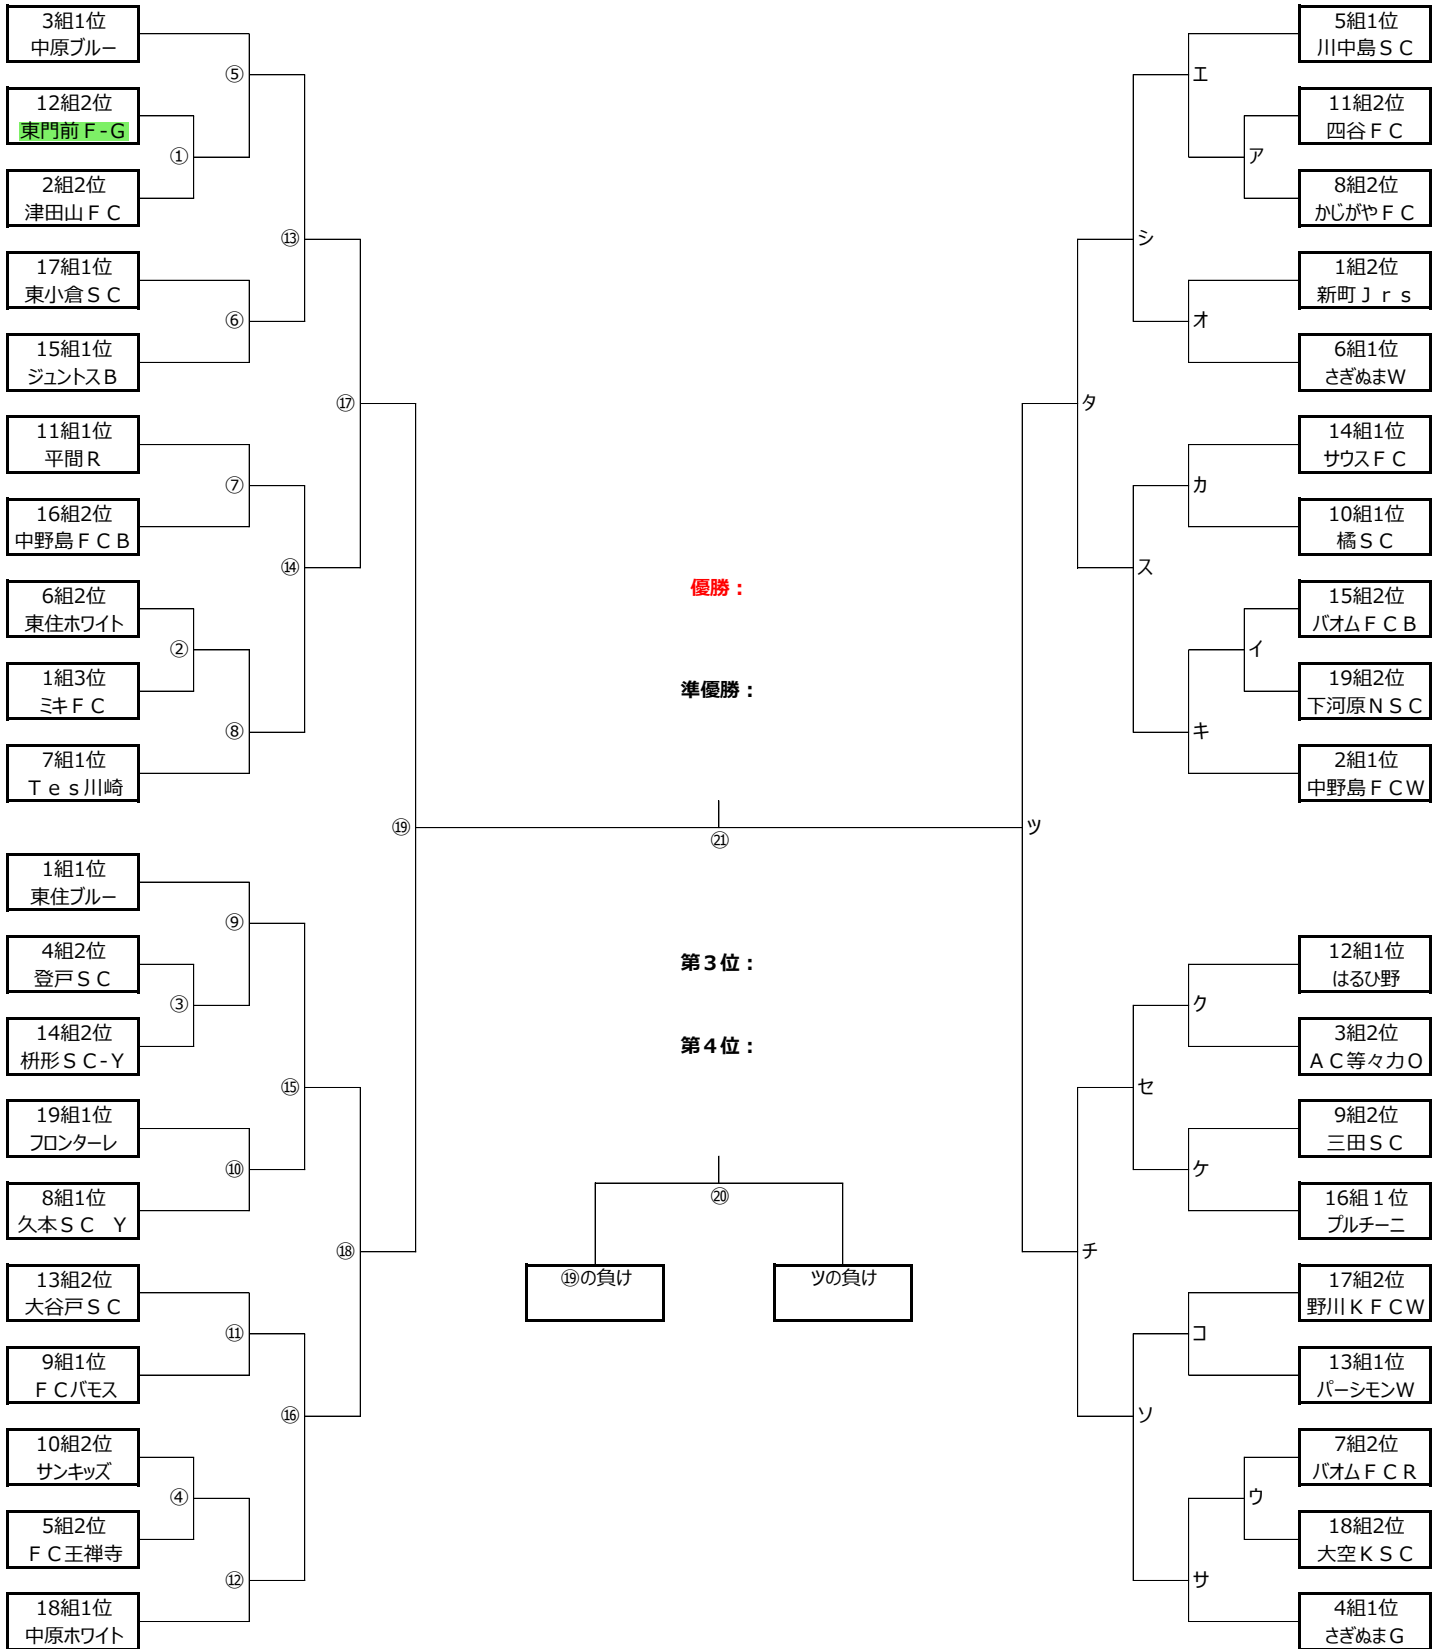 3組1位
中原ブルー
⑤
12組2位
東門前Ｆ-Ｇ
①
2組2位
津田山ＦＣ
⑬
17組1位
東小倉ＳＣ
⑥
15組1位
ジュントスＢ
⑰
11組1位
平間Ｒ
⑦
16組2位
中野島ＦＣＢ
⑭
6組2位
東住ホワイト
②
1組3位
ミキＦＣ
⑧
7組1位
Ｔｅｓ川崎
⑲
1組1位
東住ブルー
⑨
4組2位
登戸ＳＣ
③
14組2位
枡形ＳＣ-Ｙ
⑮
19組1位
フロンターレ
⑩
8組1位
久本ＳＣ　Ｙ
⑱
13組2位
大谷戸ＳＣ
⑪
9組1位
ＦＣバモス
⑯
10組2位
サンキッズ
④
5組2位
ＦＣ王禅寺
⑫
18組1位
中原ホワイト
優勝：
準優勝：
㉑
第３位：
第４位：
⑳
⑲の負け
ツの負け
5組1位
川中島ＳＣ
エ
11組2位
四谷ＦＣ
ア
8組2位
かじがやＦＣ
シ
1組2位
新町Ｊｒｓ
オ
6組1位
さぎぬまＷ
タ
14組1位
サウスＦＣ
カ
10組1位
橘ＳＣ
ス
15組2位
バオムＦＣＢ
イ
19組2位
下河原ＮＳＣ
キ
2組1位
中野島ＦＣＷ
ツ
12組1位
はるひ野
ク
3組2位
ＡＣ等々力Ｏ
セ
9組2位
三田ＳＣ
ケ
16組１位
プルチーニ
チ
17組2位
野川ＫＦＣＷ
コ
13組1位
パーシモンＷ
ソ
7組2位
バオムＦＣＲ
ウ
18組2位
大空ＫＳＣ
サ
4組1位
さぎぬまＧ